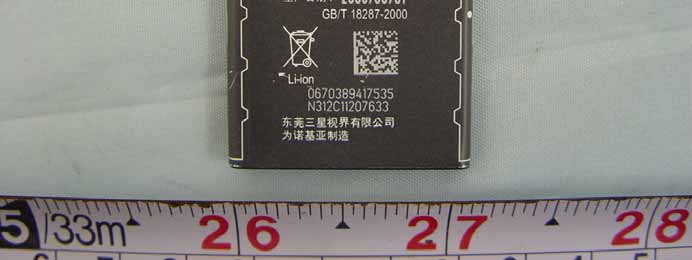 GB/T 18287-2000
Li-ion
0670389417535
N312C11207633
东莞三星视界有限公司
为诺基亚制造
5/33m 26 27 28